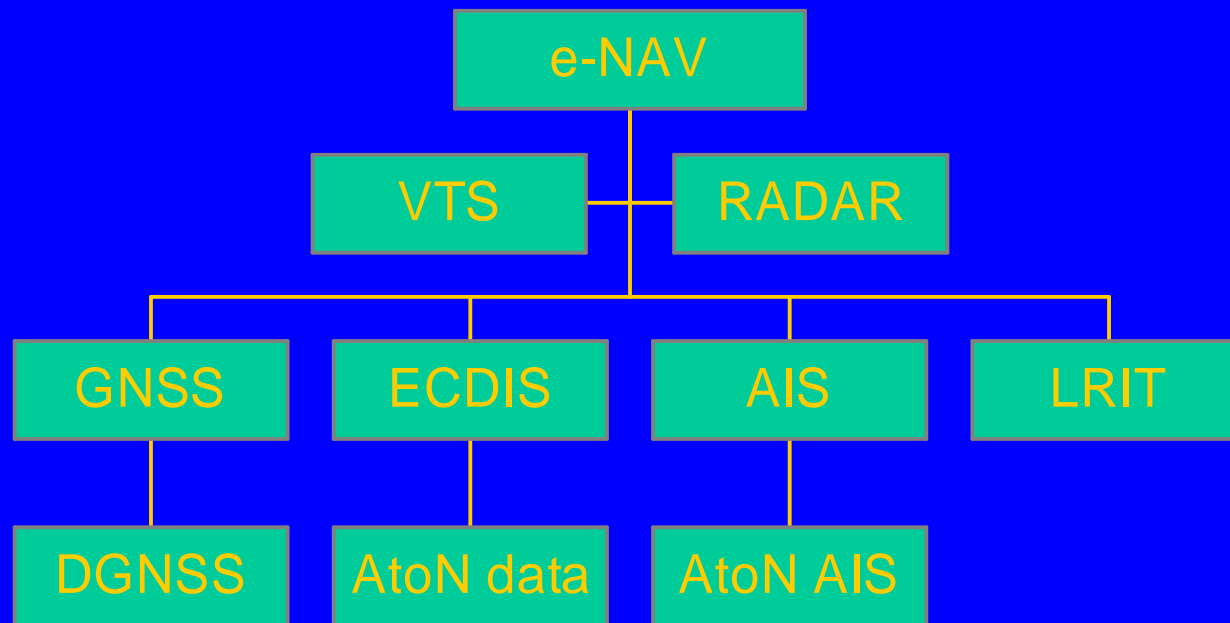 e-NAV
VTS
RADAR
GNSS
ECDIS
AIS
LRIT
DGNSS
AtoN data
AtoN AIS